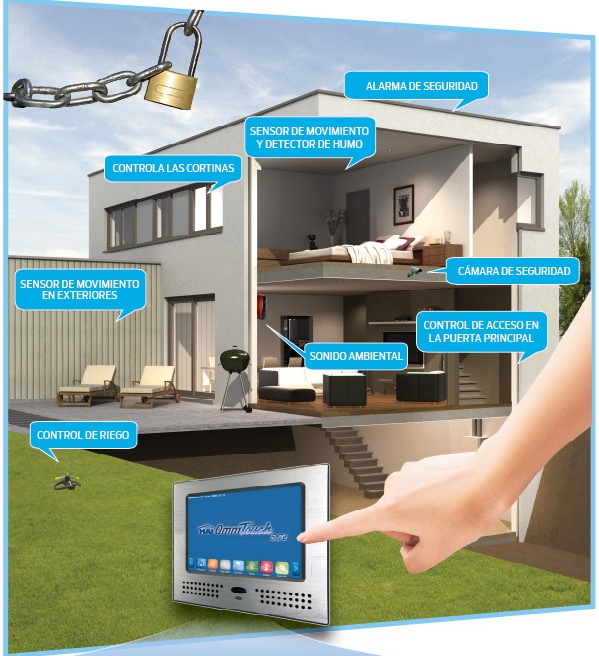 ALARMA DE SEGURIDAD
SENSOR DE MOVIMIENTO
Y DETECTOR DE HUMO
CONTROLA LAS CORTINAS
CÁMARA DE SEGURIDAD
SENSOR DE MOVIMIENTO
EN EXTERIORES
CONTROL DE ACCESO EN
LA PUERTA PRINCIPAL
SONIDO AMBIENTAL
CONTROL DE RIEGO
HAI OmniTouch